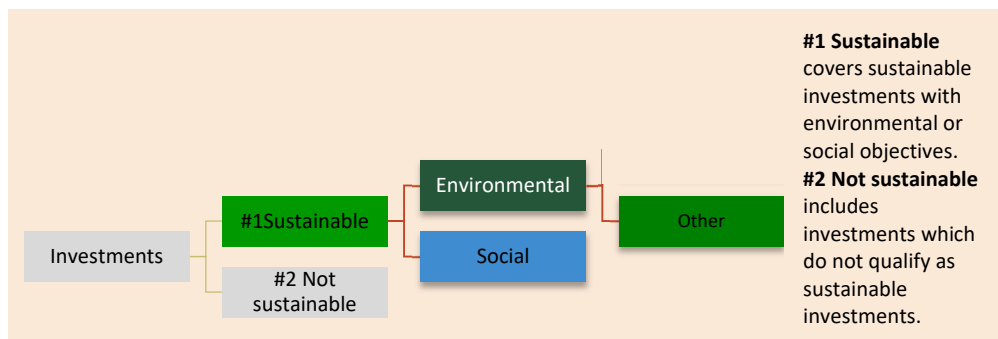 Investments
#1Sustainable
#2 Not
sustainable
Environmental
Social
Other
#1 Sustainable
covers sustainable
investments with
environmental or
social objectives.
#2 Not sustainable
includes
investments which
do not qualify as
sustainable
investments.